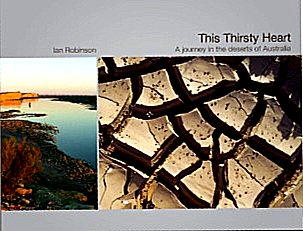 This Thirsty Heart
Ian Robinson
A journey in the deserts of Australia